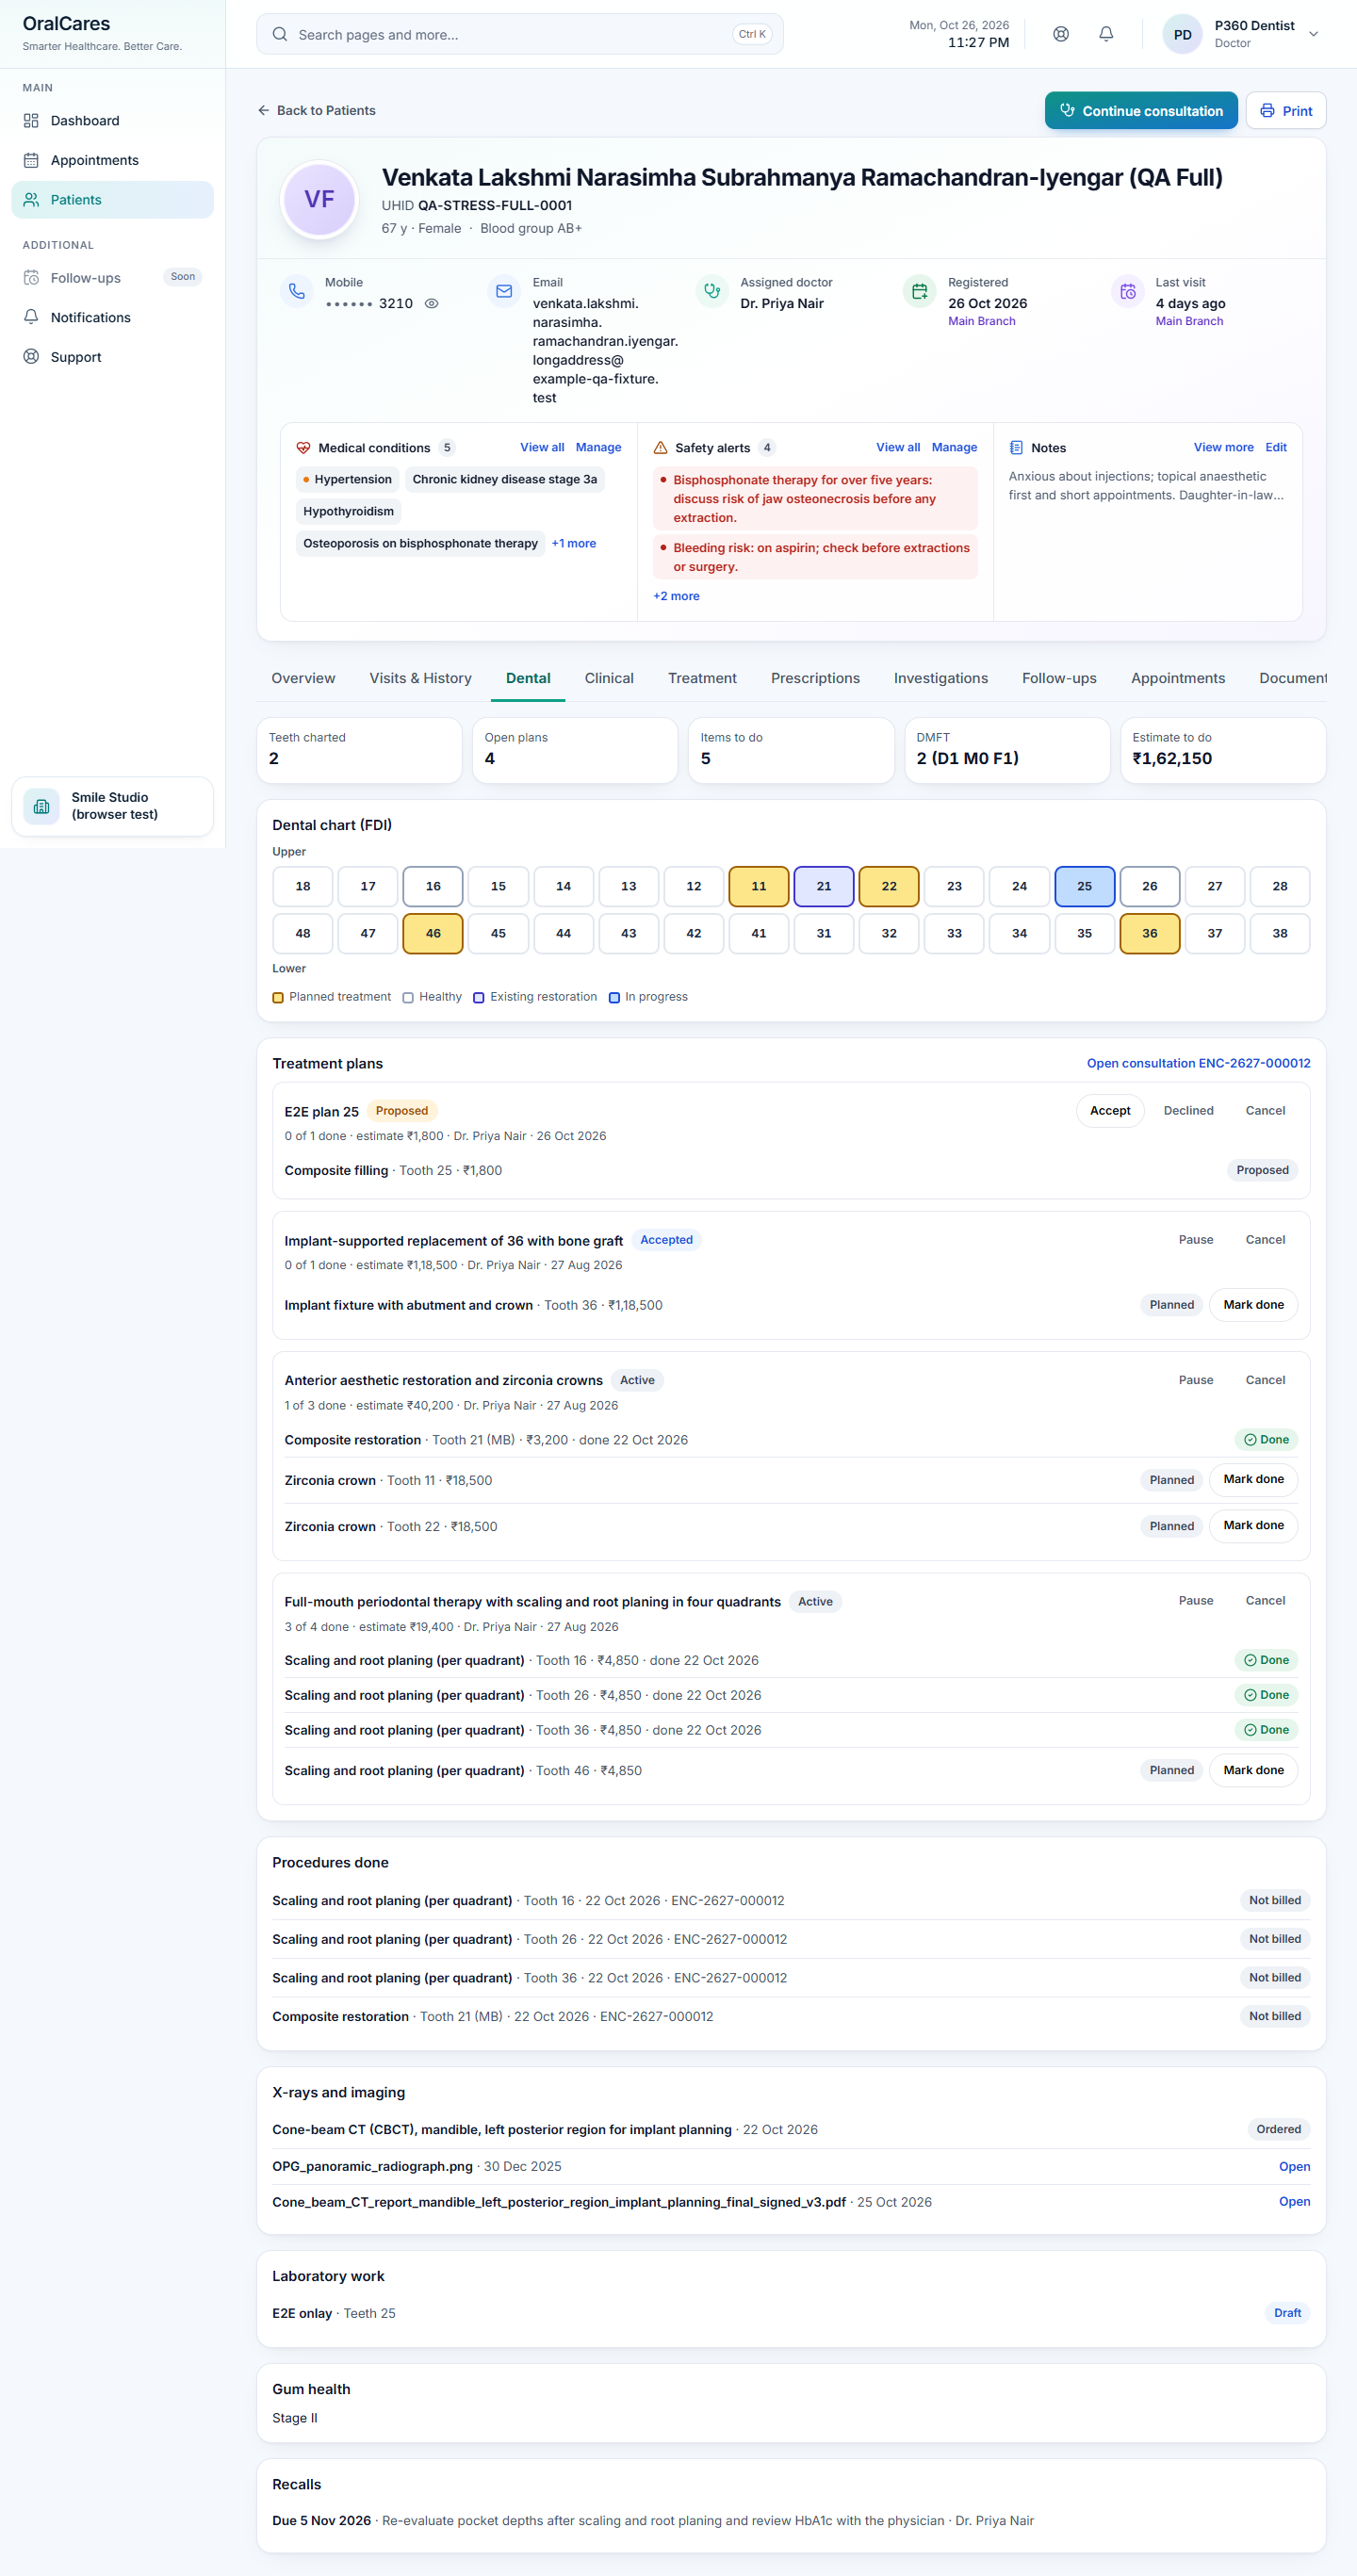 OralCares
Smarter Healthcare. Better Care.
MAIN
Dashboard
Appointments
Patients
ADDITIONAL
Follow-ups Soon
Notifications
Support
Smile Studio
(browser test)
Search pages and more... Ctrl K
Mon, Oct 26, 2026
11:27 PM
PD
P360 Dentist
Doctor
Back to Patients
Continue consultation
Print
VF
Venkata Lakshmi Narasimha Subrahmanya Ramachandran-Iyengar (QA Full)
UHID QA-STRESS-FULL-0001
67 y · Female · Blood group AB+
Mobile
•••••• 3210
Email
venkata.lakshmi.
narasimha.
ramachandran.iyengar.
longaddress@
example-qa-fixture.
test
Assigned doctor
Dr. Priya Nair
Registered
26 Oct 2026
Main Branch
Last visit
4 days ago
Main Branch
Medical conditions 5 View all Manage
Hypertension Chronic kidney disease stage 3a
Hypothyroidism
Osteoporosis on bisphosphonate therapy +1 more
Safety alerts 4 View all Manage
Bisphosphonate therapy for over five years:
discuss risk of jaw osteonecrosis before any
extraction.
Bleeding risk: on aspirin; check before extractions
or surgery.
+2 more
Notes View more Edit
Anxious about injections; topical anaesthetic
first and short appointments. Daughter-in-law...
Overview Visits & History Dental Clinical Treatment Prescriptions Investigations Follow-ups Appointments Document
Teeth charted
2
Open plans
4
Items to do
5
DMFT
2 (D1 M0 F1)
Estimate to do
₹1,62,150
Dental chart (FDI)
Upper
18 17 16 15 14 13 12 11 21 22 23 24 25 26 27 28
48 47 46 45 44 43 42 41 31 32 33 34 35 36 37 38
Lower
Planned treatment Healthy Existing restoration In progress
Treatment plans Open consultation ENC-2627-000012
E2E plan 25 Proposed Accept Declined Cancel
0 of 1 done · estimate ₹1,800 · Dr. Priya Nair · 26 Oct 2026
Composite filling · Tooth 25 · ₹1,800 Proposed
Implant-supported replacement of 36 with bone graft Accepted Pause Cancel
0 of 1 done · estimate ₹1,18,500 · Dr. Priya Nair · 27 Aug 2026
Implant fixture with abutment and crown · Tooth 36 · ₹1,18,500 Planned Mark done
Anterior aesthetic restoration and zirconia crowns Active Pause Cancel
1 of 3 done · estimate ₹40,200 · Dr. Priya Nair · 27 Aug 2026
Composite restoration · Tooth 21 (MB) · ₹3,200 · done 22 Oct 2026 Done
Zirconia crown · Tooth 11 · ₹18,500 Planned Mark done
Zirconia crown · Tooth 22 · ₹18,500 Planned Mark done
Full-mouth periodontal therapy with scaling and root planing in four quadrants Active Pause Cancel
3 of 4 done · estimate ₹19,400 · Dr. Priya Nair · 27 Aug 2026
Scaling and root planing (per quadrant) · Tooth 16 · ₹4,850 · done 22 Oct 2026 Done
Scaling and root planing (per quadrant) · Tooth 26 · ₹4,850 · done 22 Oct 2026 Done
Scaling and root planing (per quadrant) · Tooth 36 · ₹4,850 · done 22 Oct 2026 Done
Scaling and root planing (per quadrant) · Tooth 46 · ₹4,850 Planned Mark done
Procedures done
Scaling and root planing (per quadrant) · Tooth 16 · 22 Oct 2026 · ENC-2627-000012 Not billed
Scaling and root planing (per quadrant) · Tooth 26 · 22 Oct 2026 · ENC-2627-000012 Not billed
Scaling and root planing (per quadrant) · Tooth 36 · 22 Oct 2026 · ENC-2627-000012 Not billed
Composite restoration · Tooth 21 (MB) · 22 Oct 2026 · ENC-2627-000012 Not billed
X-rays and imaging
Cone-beam CT (CBCT), mandible, left posterior region for implant planning · 22 Oct 2026 Ordered
OPG_panoramic_radiograph.png · 30 Dec 2025 Open
Cone_beam_CT_report_mandible_left_posterior_region_implant_planning_final_signed_v3.pdf · 25 Oct 2026 Open
Laboratory work
E2E onlay · Teeth 25 Draft
Gum health
Stage II
Recalls
Due 5 Nov 2026 · Re-evaluate pocket depths after scaling and root planing and review HbA1c with the physician · Dr. Priya Nair